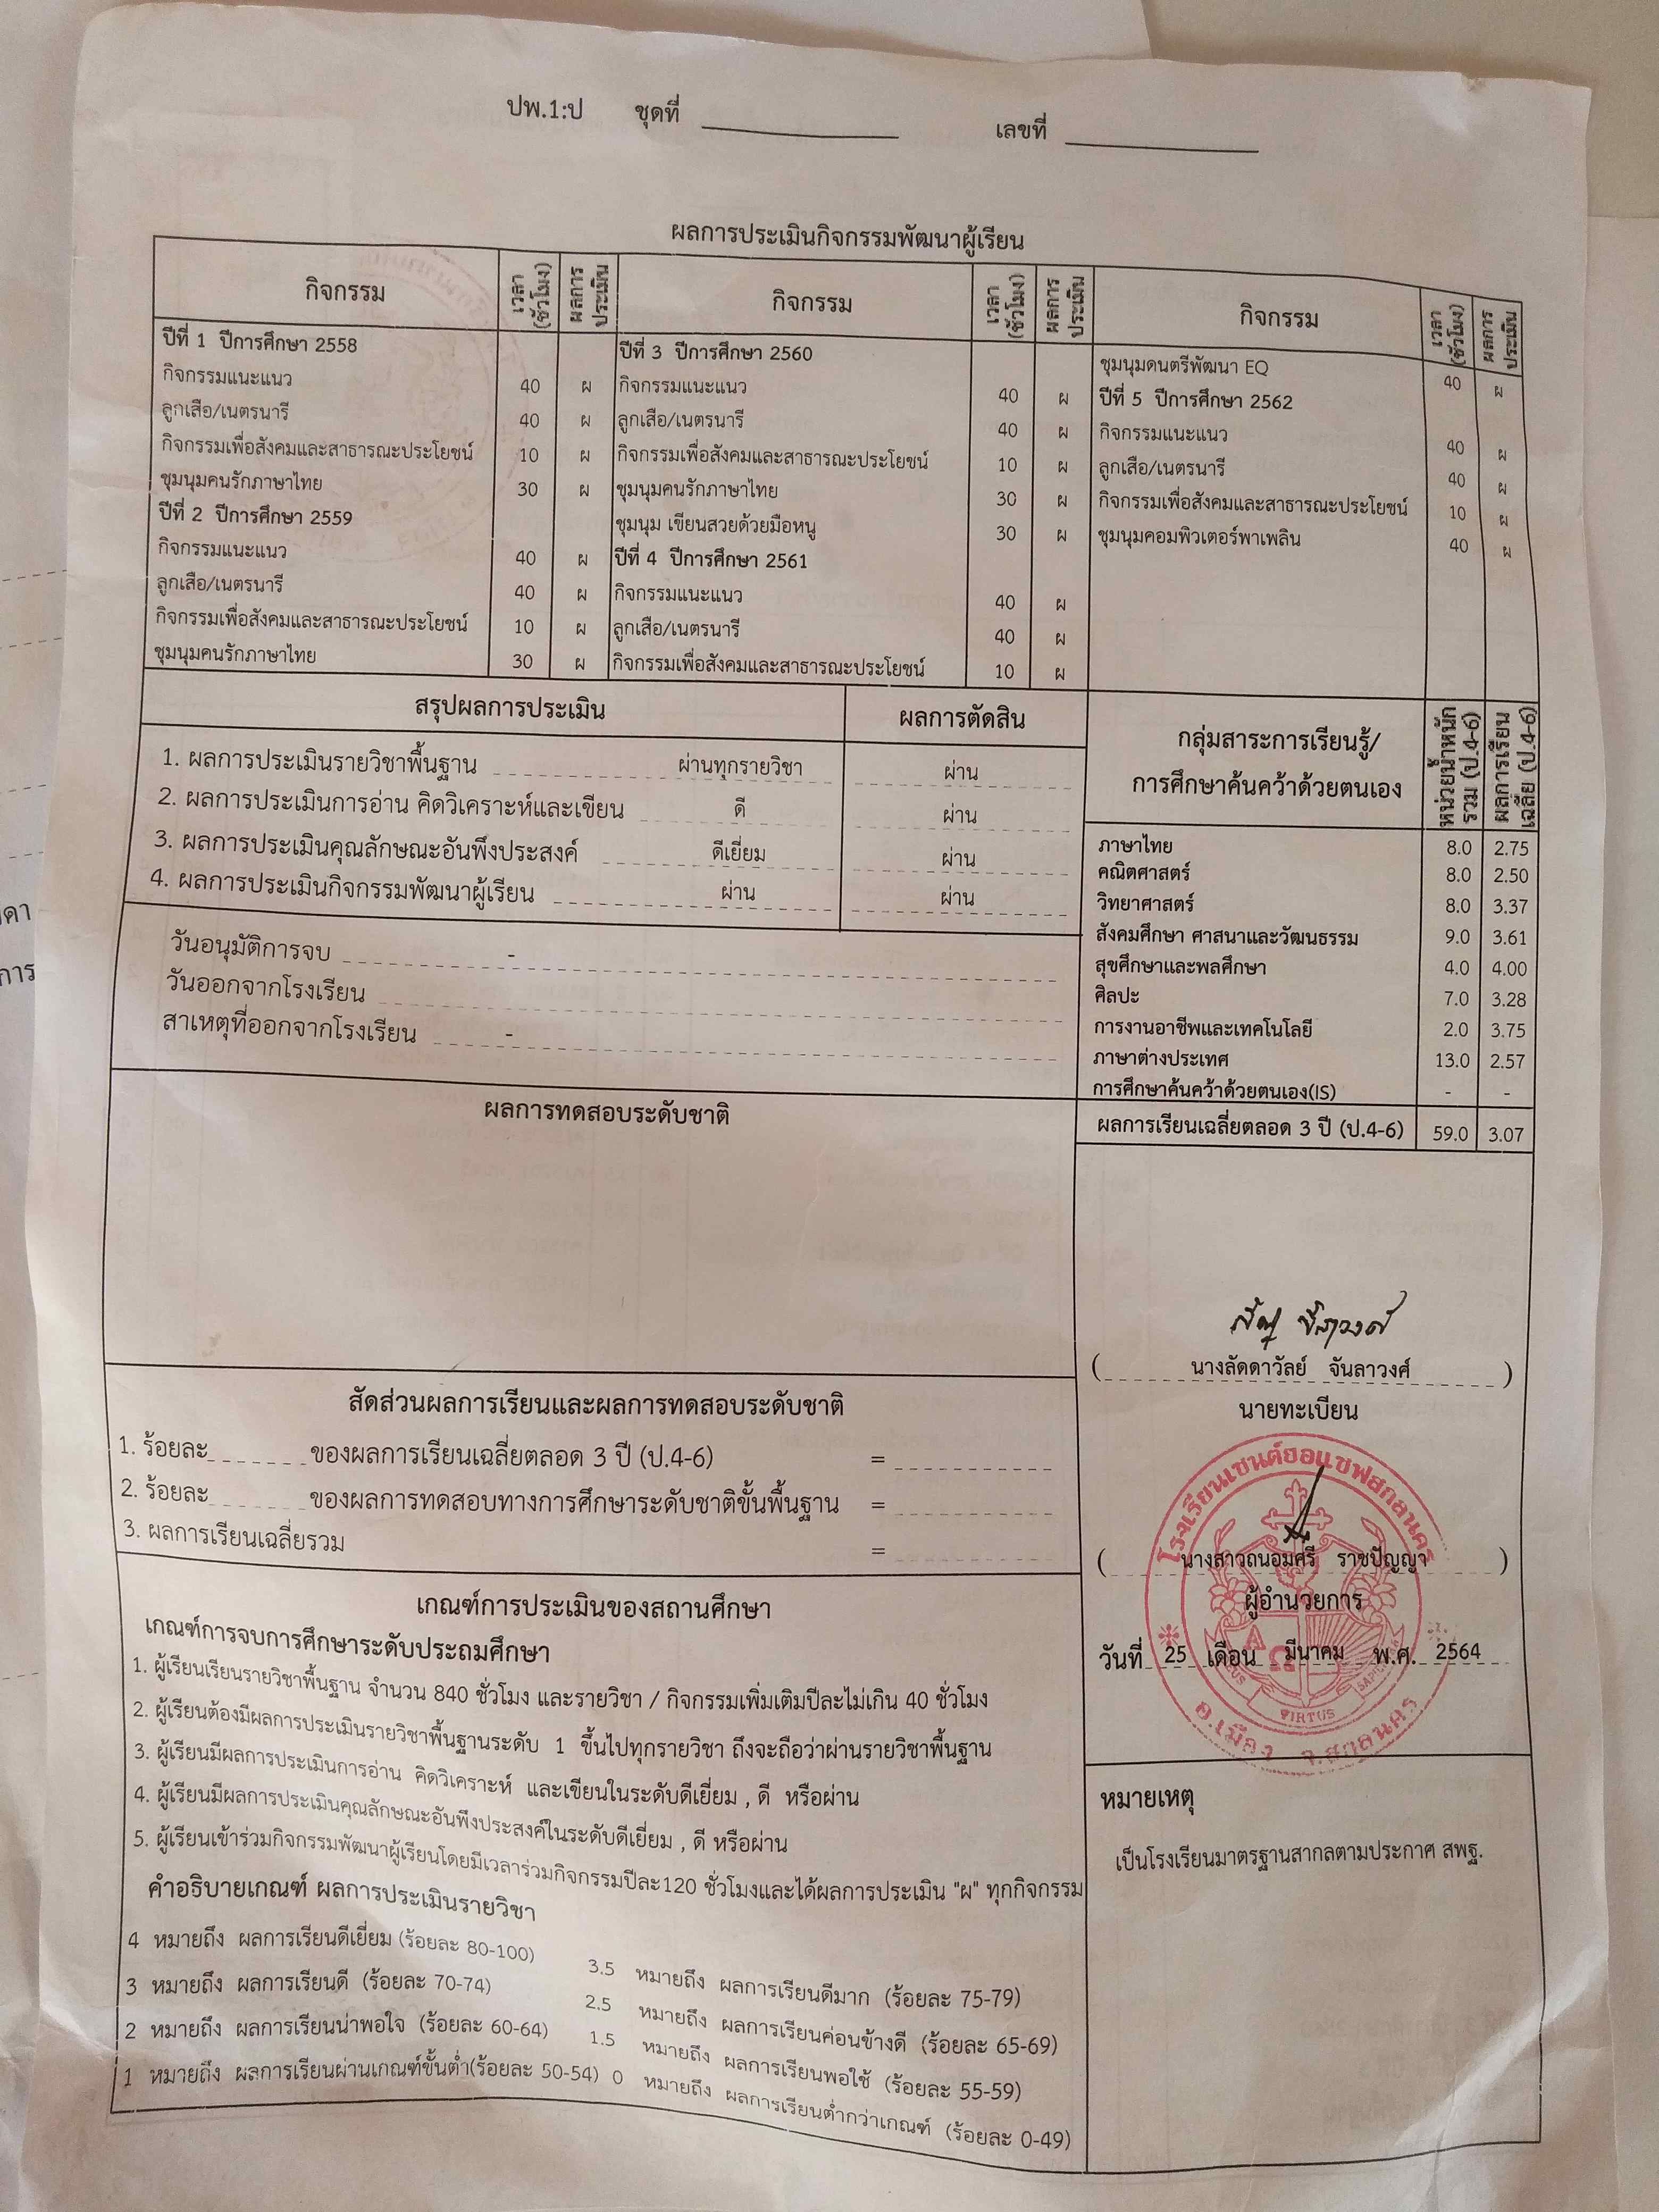 ปพ.1:ป ชุดที่ เลขที่
ผลการประเมินกิจกรรมพัฒนาผู้เรียน
กิจกรรม เวลา (ชั่วโมง) ผลการประเมิน กิจกรรม เวลา (ชั่วโมง) ผลการประเมิน กิจกรรม เวลา (ชั่วโมง) ผลการประเมิน
ปีที่ 1 ปีการศึกษา 2558
กิจกรรมแนะแนว 40 ผ
ลูกเสือ/เนตรนารี 40 ผ
กิจกรรมเพื่อสังคมและสาธารณะประโยชน์ 10 ผ
ชุมนุมคนรักภาษาไทย 30 ผ
ปีที่ 2 ปีการศึกษา 2559
กิจกรรมแนะแนว 40 ผ
ลูกเสือ/เนตรนารี 40 ผ
กิจกรรมเพื่อสังคมและสาธารณะประโยชน์ 10 ผ
ชุมนุมคนรักภาษาไทย 30 ผ
ปีที่ 3 ปีการศึกษา 2560
กิจกรรมแนะแนว 40 ผ
ลูกเสือ/เนตรนารี 40 ผ
กิจกรรมเพื่อสังคมและสาธารณะประโยชน์ 10 ผ
ชุมนุมคนรักภาษาไทย 30 ผ
ชุมนุม เขียนสวยด้วยมือหนู 30 ผ
ปีที่ 4 ปีการศึกษา 2561
กิจกรรมแนะแนว 40 ผ
ลูกเสือ/เนตรนารี 40 ผ
กิจกรรมเพื่อสังคมและสาธารณะประโยชน์ 10 ผ
ชุมนุมดนตรีพัฒนา EQ 40 ผ
ปีที่ 5 ปีการศึกษา 2562
กิจกรรมแนะแนว 40 ผ
ลูกเสือ/เนตรนารี 40 ผ
กิจกรรมเพื่อสังคมและสาธารณะประโยชน์ 10 ผ
ชุมนุมคอมพิวเตอร์พาเพลิน 40 ผ
สรุปผลการประเมิน ผลการตัดสิน
1. ผลการประเมินรายวิชาพื้นฐาน ผ่านทุกรายวิชา ผ่าน
2. ผลการประเมินการอ่าน คิดวิเคราะห์และเขียน ดี ผ่าน
3. ผลการประเมินคุณลักษณะอันพึงประสงค์ ดีเยี่ยม ผ่าน
4. ผลการประเมินกิจกรรมพัฒนาผู้เรียน ผ่าน ผ่าน
วันอนุมัติการจบ -
วันออกจากโรงเรียน
สาเหตุที่ออกจากโรงเรียน -
กลุ่มสาระการเรียนรู้/
การศึกษาค้นคว้าด้วยตนเอง หน่วยน้ำหนักรวม (ป.4-6) ผลการเรียนเฉลี่ย (ป.4-6)
ภาษาไทย 8.0 2.75
คณิตศาสตร์ 8.0 2.50
วิทยาศาสตร์ 8.0 3.37
สังคมศึกษา ศาสนาและวัฒนธรรม 9.0 3.61
สุขศึกษาและพลศึกษา 4.0 4.00
ศิลปะ 7.0 3.28
การงานอาชีพและเทคโนโลยี 2.0 3.75
ภาษาต่างประเทศ 13.0 2.57
การศึกษาค้นคว้าด้วยตนเอง(IS) - -
ผลการเรียนเฉลี่ยตลอด 3 ปี (ป.4-6) 59.0 3.07
ผลการทดสอบระดับชาติ
สัดส่วนผลการเรียนและผลการทดสอบระดับชาติ
1. ร้อยละ ของผลการเรียนเฉลี่ยตลอด 3 ปี (ป.4-6) =
2. ร้อยละ ของผลการทดสอบทางการศึกษาระดับชาติขั้นพื้นฐาน =
3. ผลการเรียนเฉลี่ยรวม =
เกณฑ์การประเมินของสถานศึกษา
เกณฑ์การจบการศึกษาระดับประถมศึกษา
1. ผู้เรียนเรียนรายวิชาพื้นฐาน จำนวน 840 ชั่วโมง และรายวิชา / กิจกรรมเพิ่มเติมปีละไม่เกิน 40 ชั่วโมง
2. ผู้เรียนต้องมีผลการประเมินรายวิชาพื้นฐานระดับ 1 ขึ้นไปทุกรายวิชา ถึงจะถือว่าผ่านรายวิชาพื้นฐาน
3. ผู้เรียนมีผลการประเมินการอ่าน คิดวิเคราะห์ และเขียนในระดับดีเยี่ยม , ดี หรือผ่าน
4. ผู้เรียนมีผลการประเมินคุณลักษณะอันพึงประสงค์ในระดับดีเยี่ยม , ดี หรือผ่าน
5. ผู้เรียนเข้าร่วมกิจกรรมพัฒนาผู้เรียนโดยมีเวลาร่วมกิจกรรมปีละ120 ชั่วโมงและได้ผลการประเมิน "ผ" ทุกกิจกรรม
คำอธิบายเกณฑ์ ผลการประเมินรายวิชา
4 หมายถึง ผลการเรียนดีเยี่ยม (ร้อยละ 80-100) 3.5 หมายถึง ผลการเรียนดีมาก (ร้อยละ 75-79)
3 หมายถึง ผลการเรียนดี (ร้อยละ 70-74) 2.5 หมายถึง ผลการเรียนค่อนข้างดี (ร้อยละ 65-69)
2 หมายถึง ผลการเรียนน่าพอใจ (ร้อยละ 60-64) 1.5 หมายถึง ผลการเรียนพอใช้ (ร้อยละ 55-59)
1 หมายถึง ผลการเรียนผ่านเกณฑ์ขั้นต่ำ(ร้อยละ 50-54) 0 หมายถึง ผลการเรียนต่ำกว่าเกณฑ์ (ร้อยละ 0-49)
( นางลัดดาวัลย์ จันลาวงศ์ )
นายทะเบียน
โรงเรียนเซนต์ยอแซฟสกลนคร
( นางสาวถนอมศรี ราชปัญญา )
ผู้อำนวยการ
วันที่ 25 เดือน มีนาคม พ.ศ. 2564
A Ω
VIRTUS
อ.เมือง จ.สกลนคร
หมายเหตุ
เป็นโรงเรียนมาตรฐานสากลตามประกาศ สพฐ.